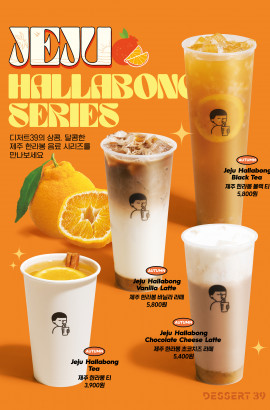 JEJU
HALLABONG
SERIES
디저트39의 상콤, 달콤한
제주 한라봉 음료 시리즈를
만나보세요
AUTUMN
Jeju Hallabong
Black Tea
제주 한라봉 블랙 티
5,800원
AUTUMN
Jeju Hallabong
Vanilla Latte
제주 한라봉 바닐라 라떼
5,800원
AUTUMN
Jeju Hallabong
Chocolate Cheese Latte
제주 한라봉 초코치즈 라떼
5,400원
AUTUMN
Jeju Hallabong
Tea
제주 한라봉 티
3,900원
DESSERT 39